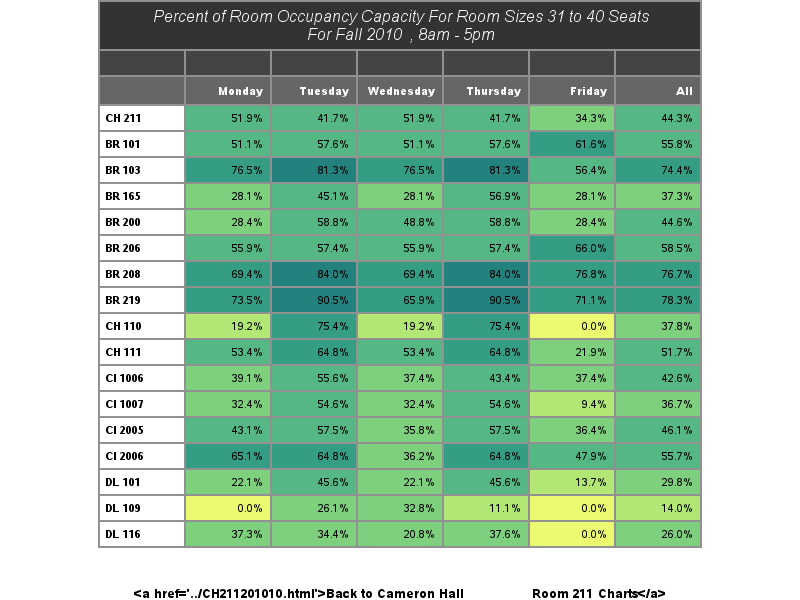 Percent of Room Occupancy Capacity For Room Sizes 31 to 40 Seats
For Fall 2010 , 8am - 5pm
Monday Tuesday Wednesday Thursday Friday All
CH 211 51.9% 41.7% 51.9% 41.7% 34.3% 44.3%
BR 101 51.1% 57.6% 51.1% 57.6% 61.6% 55.8%
BR 103 76.5% 81.3% 76.5% 81.3% 56.4% 74.4%
BR 165 28.1% 45.1% 28.1% 56.9% 28.1% 37.3%
BR 200 28.4% 58.8% 48.8% 58.8% 28.4% 44.6%
BR 206 55.9% 57.4% 55.9% 57.4% 66.0% 58.5%
BR 208 69.4% 84.0% 69.4% 84.0% 76.8% 76.7%
BR 219 73.5% 90.5% 65.9% 90.5% 71.1% 78.3%
CH 110 19.2% 75.4% 19.2% 75.4% 0.0% 37.8%
CH 111 53.4% 64.8% 53.4% 64.8% 21.9% 51.7%
CI 1006 39.1% 55.6% 37.4% 43.4% 37.4% 42.6%
CI 1007 32.4% 54.6% 32.4% 54.6% 9.4% 36.7%
CI 2005 43.1% 57.5% 35.8% 57.5% 36.4% 46.1%
CI 2006 65.1% 64.8% 36.2% 64.8% 47.9% 55.7%
DL 101 22.1% 45.6% 22.1% 45.6% 13.7% 29.8%
DL 109 0.0% 26.1% 32.8% 11.1% 0.0% 14.0%
DL 116 37.3% 34.4% 20.8% 37.6% 0.0% 26.0%
<a href='../CH211201010.html'>Back to Cameron Hall Room 211 Charts</a>